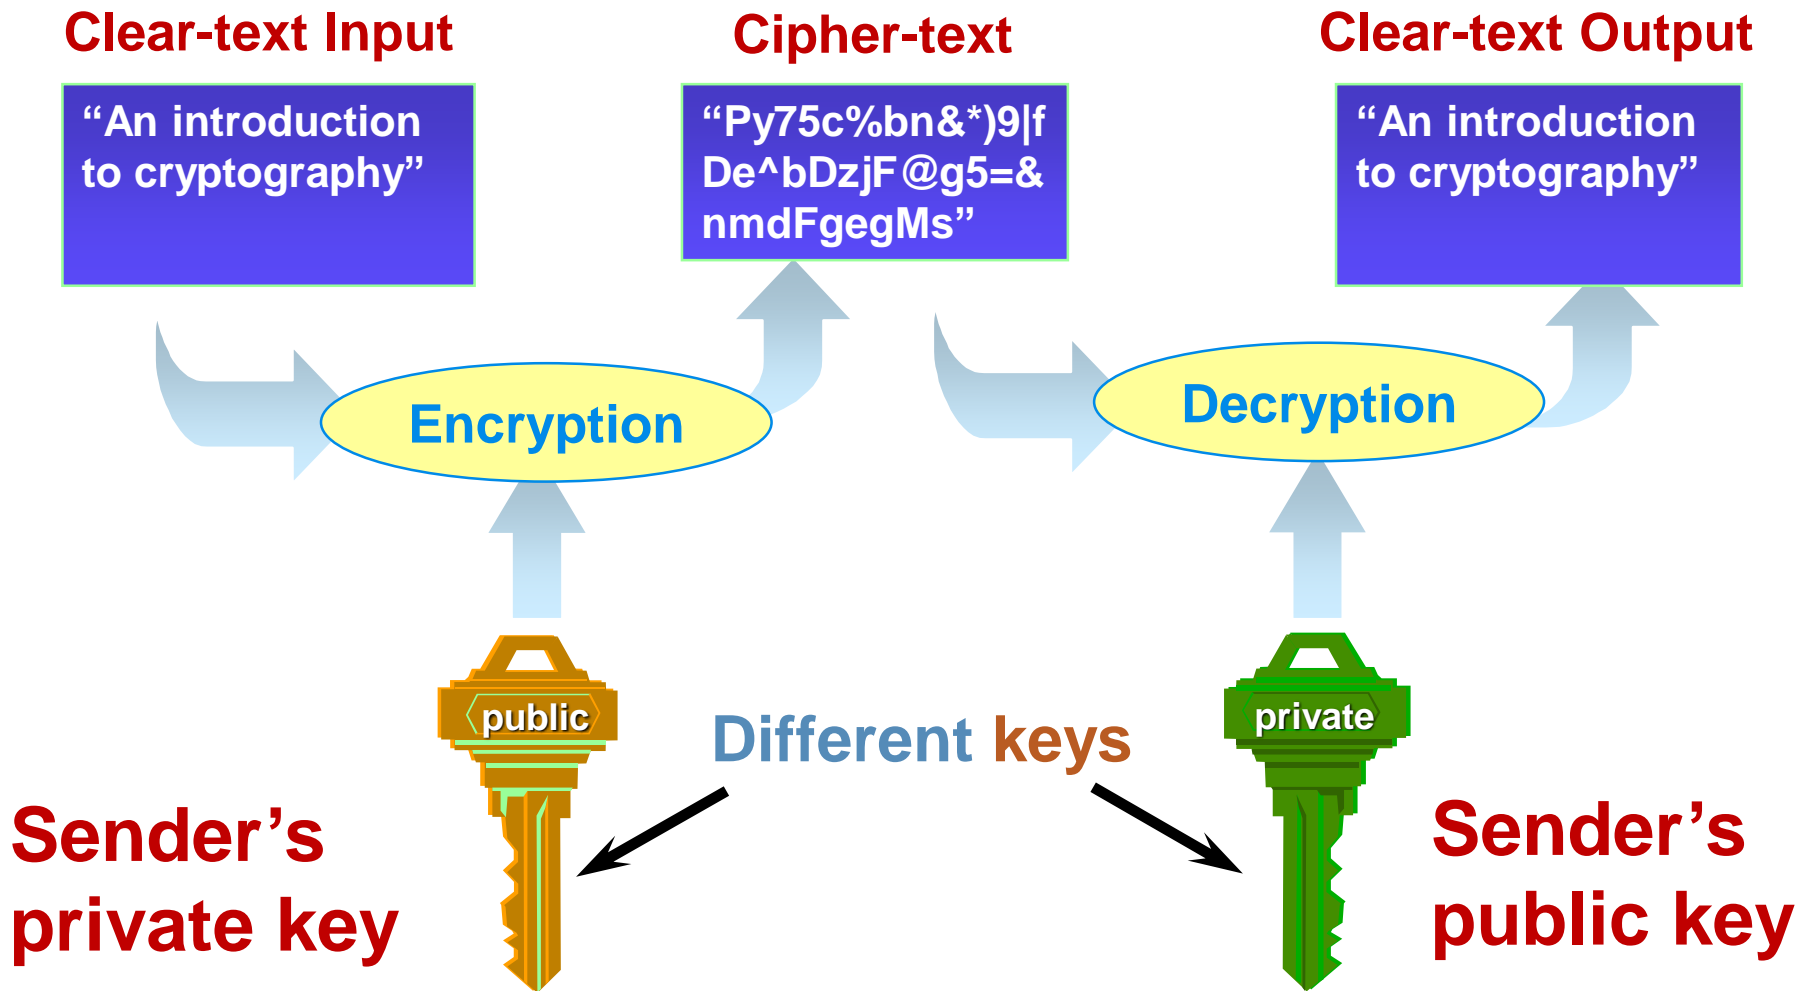 Clear-text Input
Cipher-text
Clear-text Output
“An introduction
to cryptography”
“Py75c%bn&*)9|f
De^bDzjF@g5=&
nmdFgegMs”
“An introduction
to cryptography”
Encryption
Decryption
public
Different keys
private
Sender’s
private key
Sender’s
public key